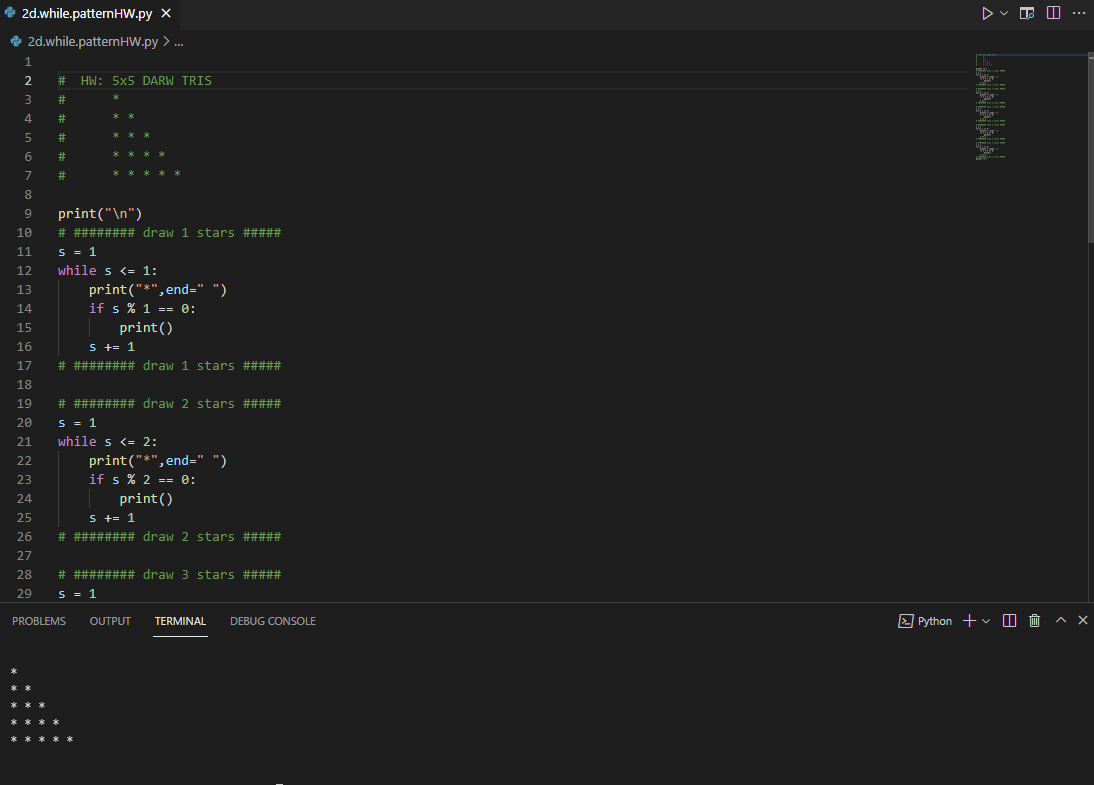 2d.while.patternHW.py
2d.while.patternHW.py > ...
1
2 #  HW: 5x5 DARW TRIS
3 #      *
4 #      * *
5 #      * * *
6 #      * * * *
7 #      * * * * *
8
9 print("\n")
10 # ######## draw 1 stars #####
11 s = 1
12 while s <= 1:
13     print("*",end=" ")
14     if s % 1 == 0:
15         print()
16     s += 1
17 # ######## draw 1 stars #####
18
19 # ######## draw 2 stars #####
20 s = 1
21 while s <= 2:
22     print("*",end=" ")
23     if s % 2 == 0:
24         print()
25     s += 1
26 # ######## draw 2 stars #####
27
28 # ######## draw 3 stars #####
29 s = 1
PROBLEMS OUTPUT TERMINAL DEBUG CONSOLE Python
*
* *
* * *
* * * *
* * * * *